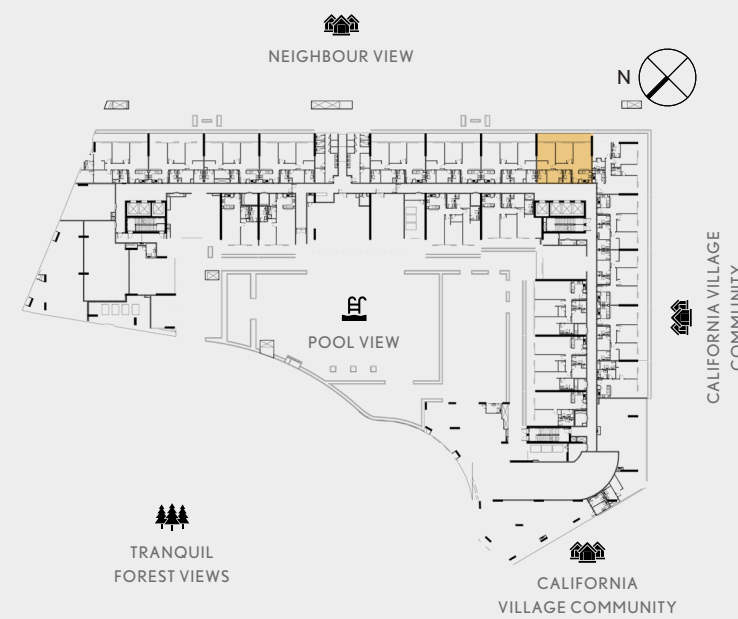 NEIGHBOUR VIEW
N
CALIFORNIA VILLAGE
COMMUNITY
POOL VIEW
TRANQUIL
FOREST VIEWS
CALIFORNIA
VILLAGE COMMUNITY